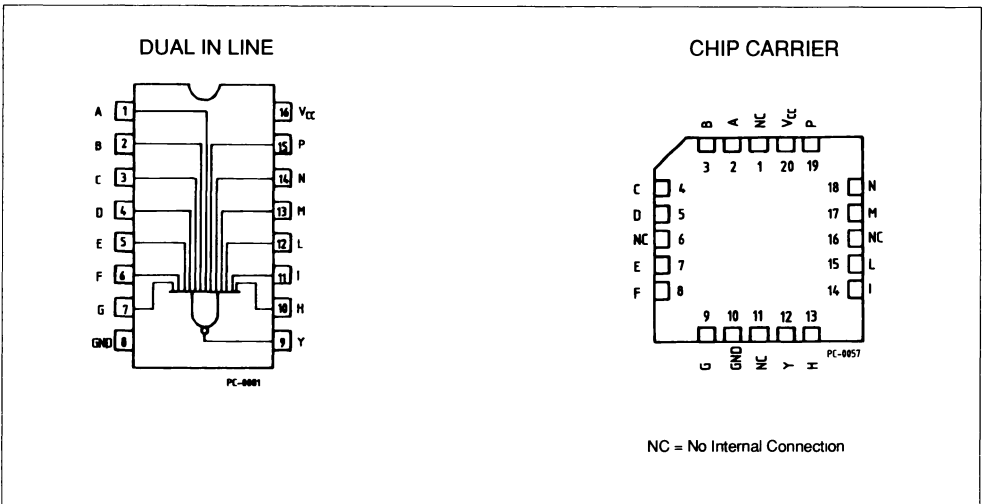 DUAL IN LINE
A 1
16 VCC
B 2
15 P
C 3
14 N
D 4
13 M
E 5
12 L
F 6
11 I
G 7
10 H
GND 8
9 Y
PC-0001
CHIP CARRIER
B A NC VCC P
3 2 1 20 19
C 4
18 N
D 5
17 M
NC 6
16 NC
E 7
15 L
F 8
14 I
9 10 11 12 13
G GND NC Y H
PC-0057
NC = No Internal Connection